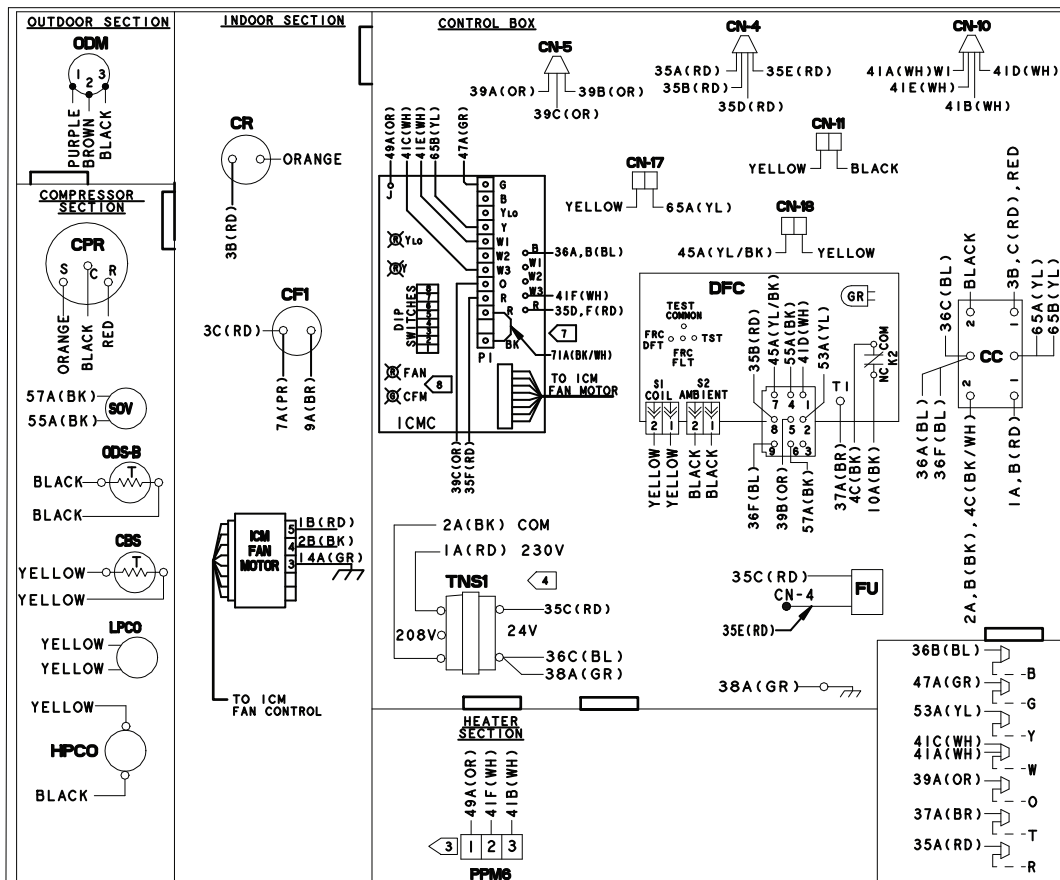 OUTDOOR SECTION
ODM
1 2 3
PURPLE
BROWN
BLACK
COMPRESSOR
SECTION
CPR
S C R
ORANGE
BLACK
RED
57A(BK)
55A(BK)
SOV
ODS-B
BLACK
T
BLACK
CBS
YELLOW
T
YELLOW
LPCO
YELLOW
YELLOW
YELLOW
HPCO
BLACK
INDOOR SECTION
CR
ORANGE
3B(RD)
CF1
3C(RD)
7A(PR)
9A(BR)
ICM
FAN
MOTOR
5
4
3
1B(RD)
2B(BK)
14A(GR)
TO ICM
FAN CONTROL
CONTROL BOX
CN-5
39A(OR)
39B(OR)
39C(OR)
CN-4
35A(RD)
35E(RD)
35B(RD)
35D(RD)
CN-10
41A(WH)W1
41D(WH)
41E(WH)
41B(WH)
CN-11
YELLOW
BLACK
CN-17
YELLOW
65A(YL)
CN-18
45A(YL/BK)
YELLOW
49A(OR)
41C(WH)
41E(WH)
65B(YL)
47A(GR)
J
G
B
YLO
Y
W1
W2
W3
O
R
R
BK
P1
R YLO
R Y
DIP
SWITCHES
R FAN
R CFM
8
ICMC
B
W1
W2
W3
R
36A,B(BL)
41F(WH)
35D,F(RD)
7
71A(BK/WH)
TO ICM
FAN MOTOR
39C(OR)
35F(RD)
DFC
GR
TEST
COMMON
FRC
DFT
TST
FRC
FLT
S1
COIL
S2
AMBIENT
2 1
2 1
YELLOW
YELLOW
BLACK
BLACK
35B(RD)
45A(YL/BK)
55A(BK)
41D(WH)
53A(YL)
7 4 1
8 5 2
9 6 3
36F(BL)
39B(OR)
57A(BK)
T1
COM
K2
NC
37A(BR)
4C(BK)
10A(BK)
36C(BL)
BLACK
3B,C(RD),RED
65A(YL)
65B(YL)
2 1
CC
2 1
36A(BL)
36F(BL)
2A,B(BK),4C(BK/WH)
1A,B(RD)
2A(BK) COM
1A(RD) 230V
TNS1
4
208V
24V
35C(RD)
36C(BL)
38A(GR)
35C(RD)
CN-4
FU
35E(RD)
38A(GR)
HEATER
SECTION
49A(OR)
41F(WH)
41B(WH)
3
1 2 3
PPM6
36B(BL)
B
47A(GR)
G
53A(YL)
Y
41C(WH)
41A(WH)
W
39A(OR)
O
37A(BR)
T
35A(RD)
R